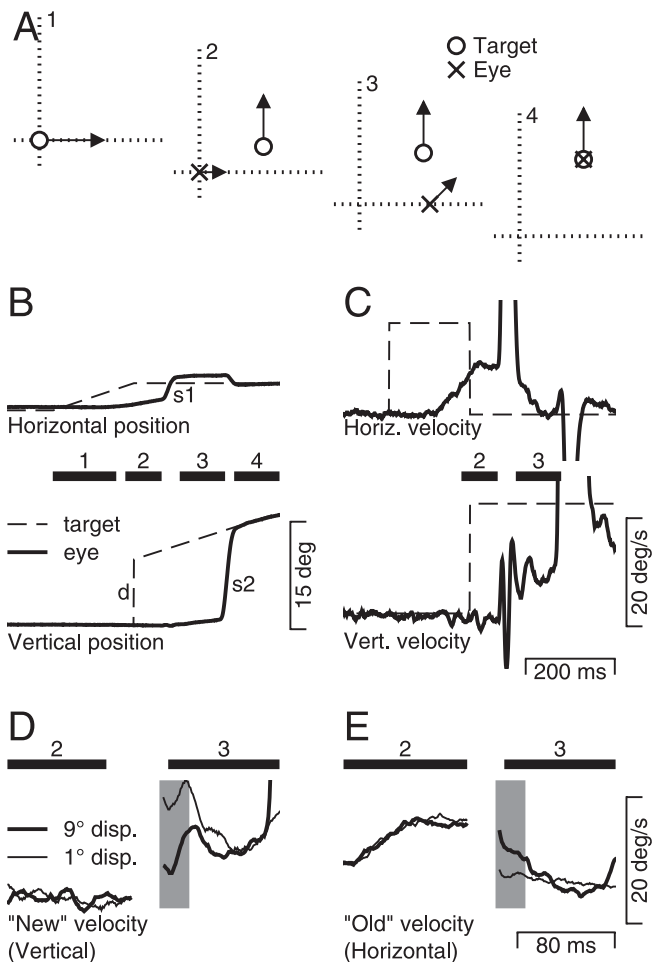 A
1
2
3
4
Target
Eye
B
s1
Horizontal position
1 2 3 4
target
eye
d
s2
15 deg
Vertical position
C
Horiz. velocity
2 3
20 deg/s
Vert. velocity
200 ms
D
2 3
9° disp.
1° disp.
"New" velocity
(Vertical)
E
2 3
20 deg/s
"Old" velocity
(Horizontal)
80 ms